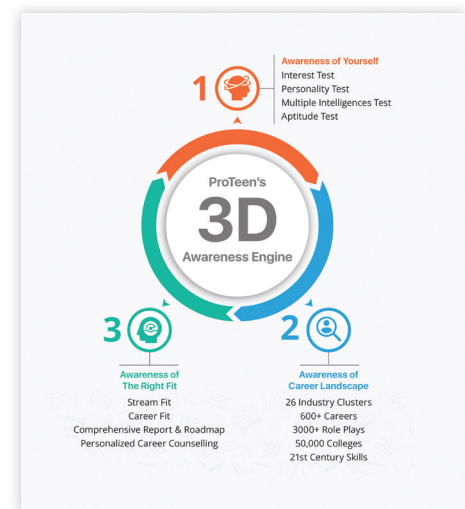 1
Awareness of Yourself
Interest Test
Personality Test
Multiple Intelligences Test
Aptitude Test
ProTeen's
3D
Awareness Engine
3
Awareness of
The Right Fit
Stream Fit
Career Fit
Comprehensive Report & Roadmap
Personalized Career Counselling
2
Awareness of
Career Landscape
26 Industry Clusters
600+ Careers
3000+ Role Plays
50,000 Colleges
21st Century Skills